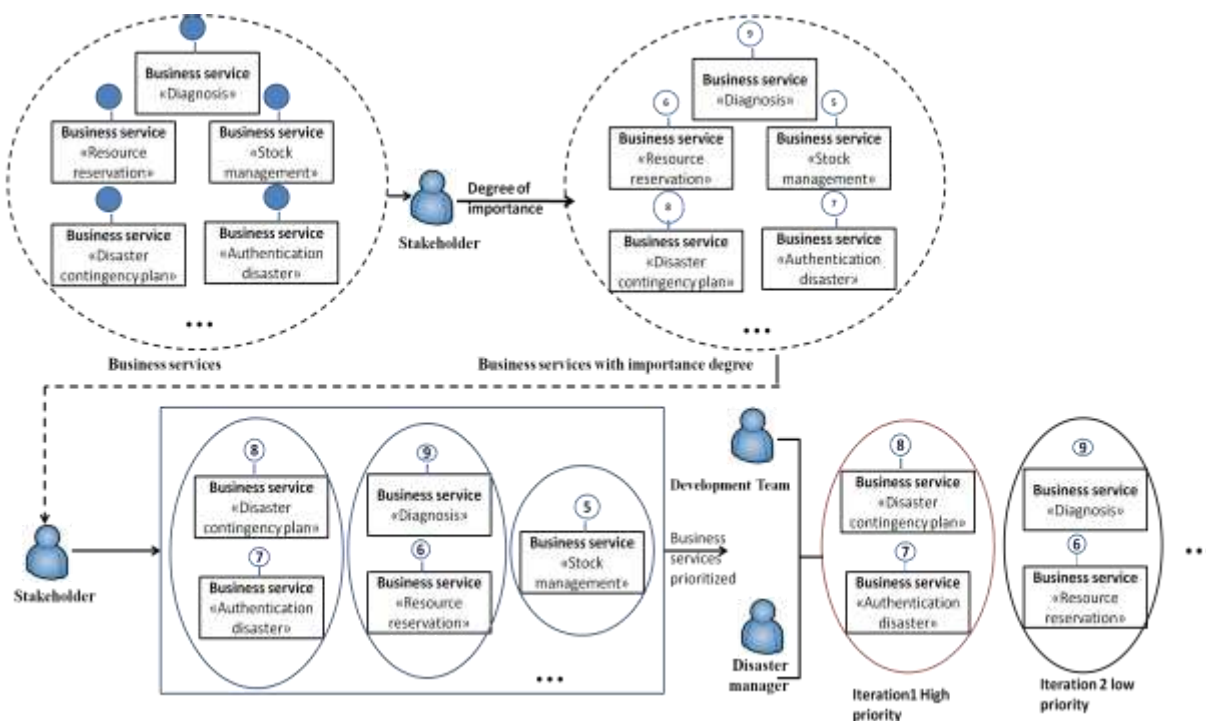 Business service
«Diagnosis»
Business service
«Resource
reservation»
Business service
«Stock
management»
Business service
«Disaster
contingency plan»
Business service
«Authentication
disaster»
...
Business services
Stakeholder
Degree of
importance
9
Business service
«Diagnosis»
6
Business service
«Resource
reservation»
5
Business service
«Stock
management»
8
Business service
«Disaster
contingency plan»
7
Business service
«Authentication
disaster»
...
Business services with importance degree
Stakeholder
8
Business service
«Disaster
contingency plan»
7
Business service
«Authentication
disaster»
9
Business service
«Diagnosis»
6
Business service
«Resource
reservation»
5
Business service
«Stock
management»
...
Business
services
prioritized
Development Team
Disaster
manager
8
Business service
«Disaster
contingency plan»
7
Business service
«Authentication
disaster»
Iteration1 High
priority
9
Business service
«Diagnosis»
6
Business service
«Resource
reservation»
Iteration 2 low
priority
...